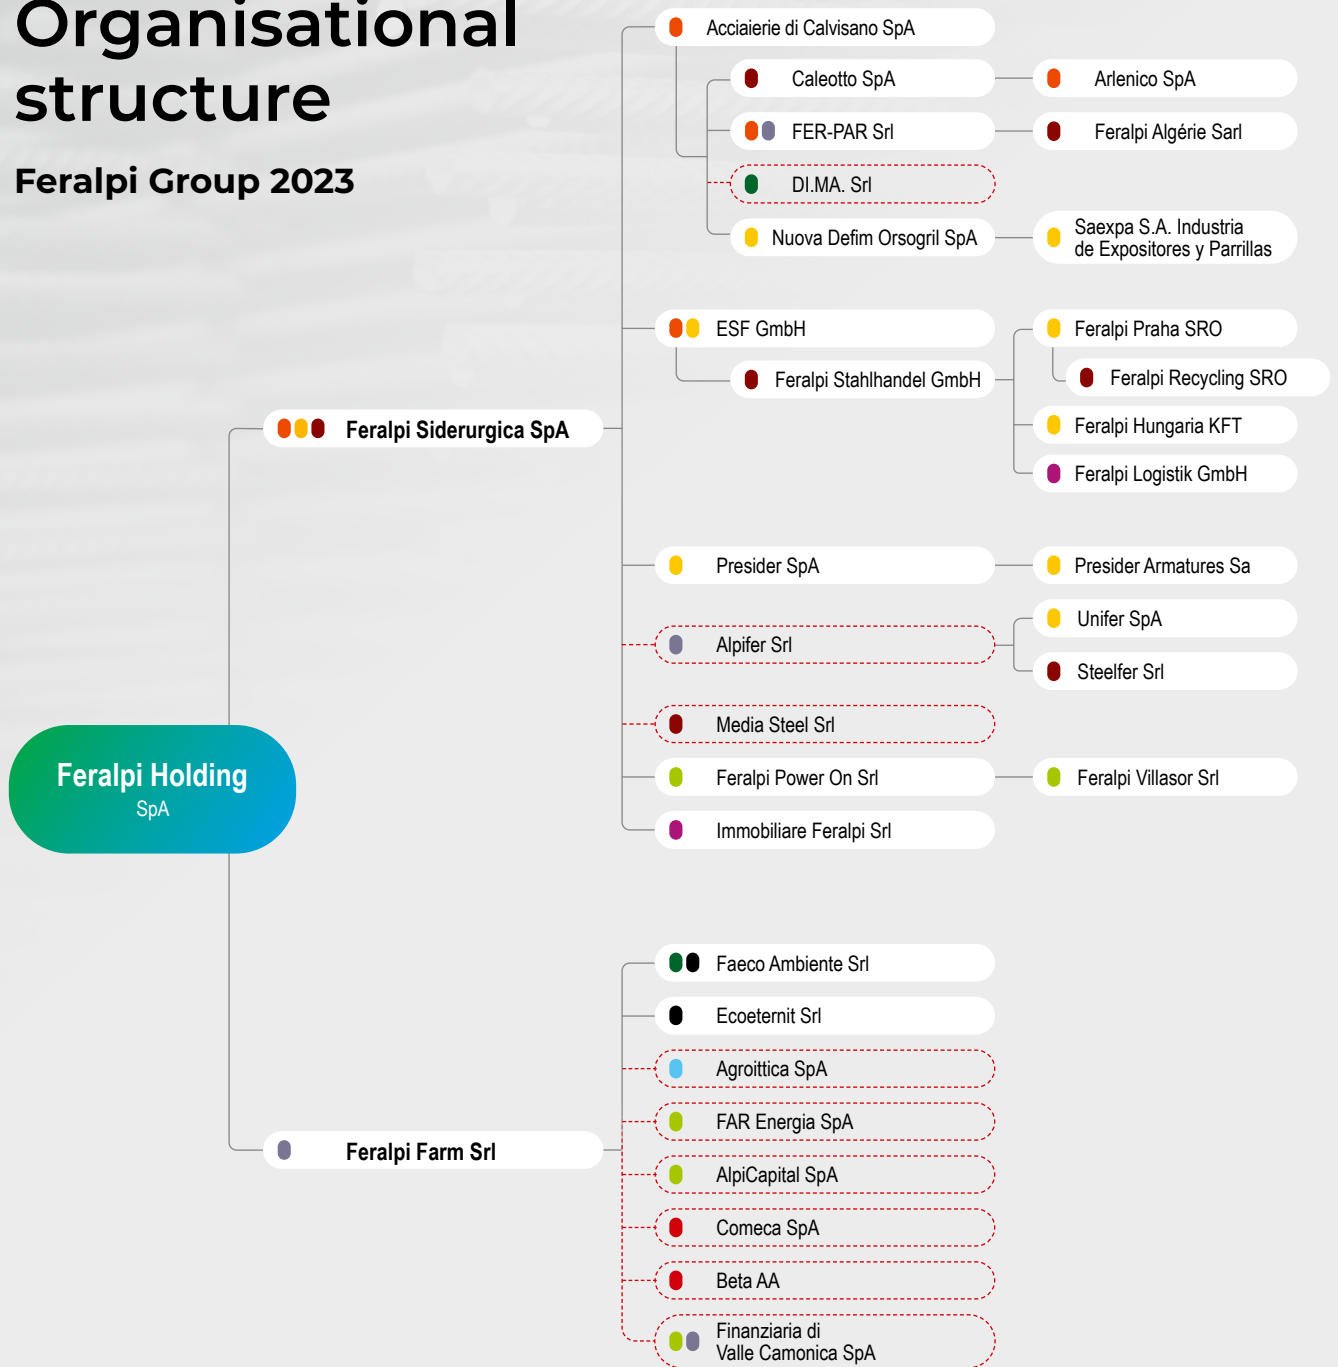 Organisational
structure
Feralpi Group 2023
Feralpi Holding
SpA
Feralpi Siderurgica SpA
Acciaierie di Calvisano SpA
Caleotto SpA
Arlenico SpA
FER-PAR Srl
Feralpi Algérie Sarl
DI.MA. Srl
Nuova Defim Orsogril SpA
Saexpa S.A. Industria
de Expositores y Parrillas
ESF GmbH
Feralpi Stahlhandel GmbH
Feralpi Praha SRO
Feralpi Recycling SRO
Feralpi Hungaria KFT
Feralpi Logistik GmbH
Presider SpA
Presider Armatures Sa
Alpifer Srl
Unifer SpA
Steelfer Srl
Media Steel Srl
Feralpi Power On Srl
Feralpi Villasor Srl
Immobiliare Feralpi Srl
Feralpi Farm Srl
Faeco Ambiente Srl
Ecoeternit Srl
Agroittica SpA
FAR Energia SpA
AlpiCapital SpA
Comeca SpA
Beta AA
Finanziaria di
Valle Camonica SpA